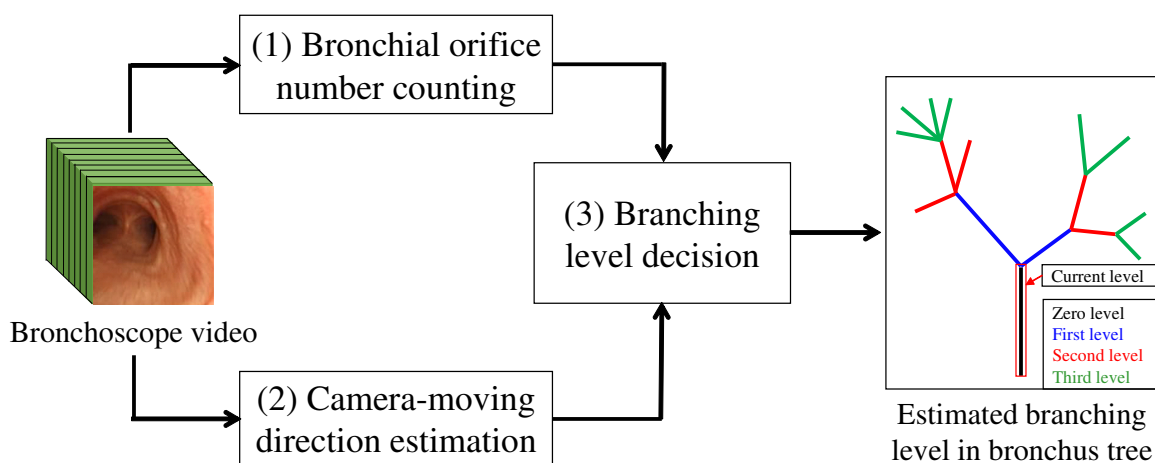 (1) Bronchial orifice
number counting
Bronchoscope video
(2) Camera-moving
direction estimation
(3) Branching
level decision
Current level
Zero level
First level
Second level
Third level
Estimated branching
level in bronchus tree